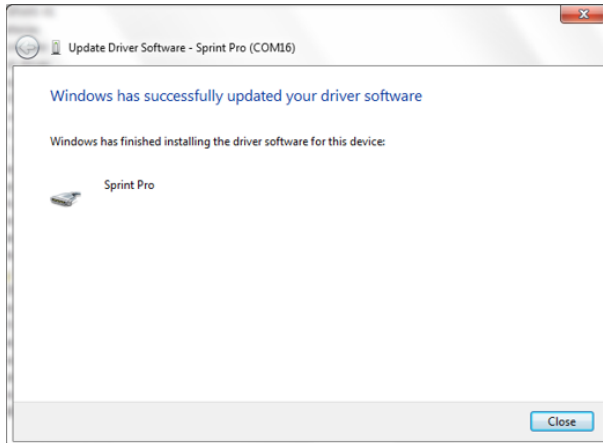 Update Driver Software - Sprint Pro (COM16)
Windows has successfully updated your driver software
Windows has finished installing the driver software for this device:
Sprint Pro
Close